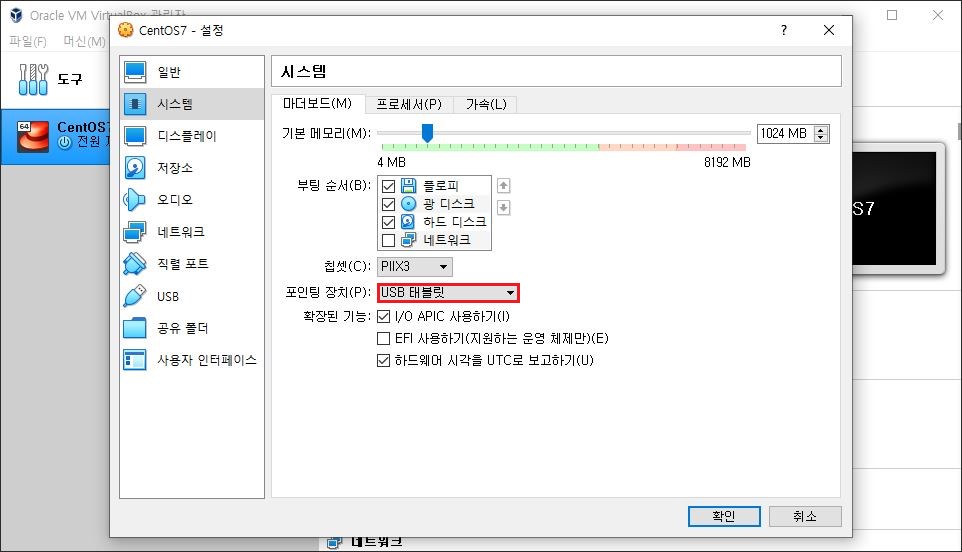 Oracle VM VirtualBox 관리자
파일(F) 머신(M)
도구
64
CentOS7
전원
CentOS7 - 설정
?
일반
시스템
디스플레이
저장소
오디오
네트워크
직렬 포트
USB
공유 폴더
사용자 인터페이스
시스템
마더보드(M) 프로세서(P) 가속(L)
기본 메모리(M): 1024 MB
4 MB 8192 MB
부팅 순서(B): 플로피
광 디스크
하드 디스크
네트워크
칩셋(C): PIIX3
포인팅 장치(P): USB 태블릿
확장된 기능: I/O APIC 사용하기(I)
EFI 사용하기(지원하는 운영 체제만)(E)
하드웨어 시각을 UTC로 보고하기(U)
확인 취소
S7
네트워크